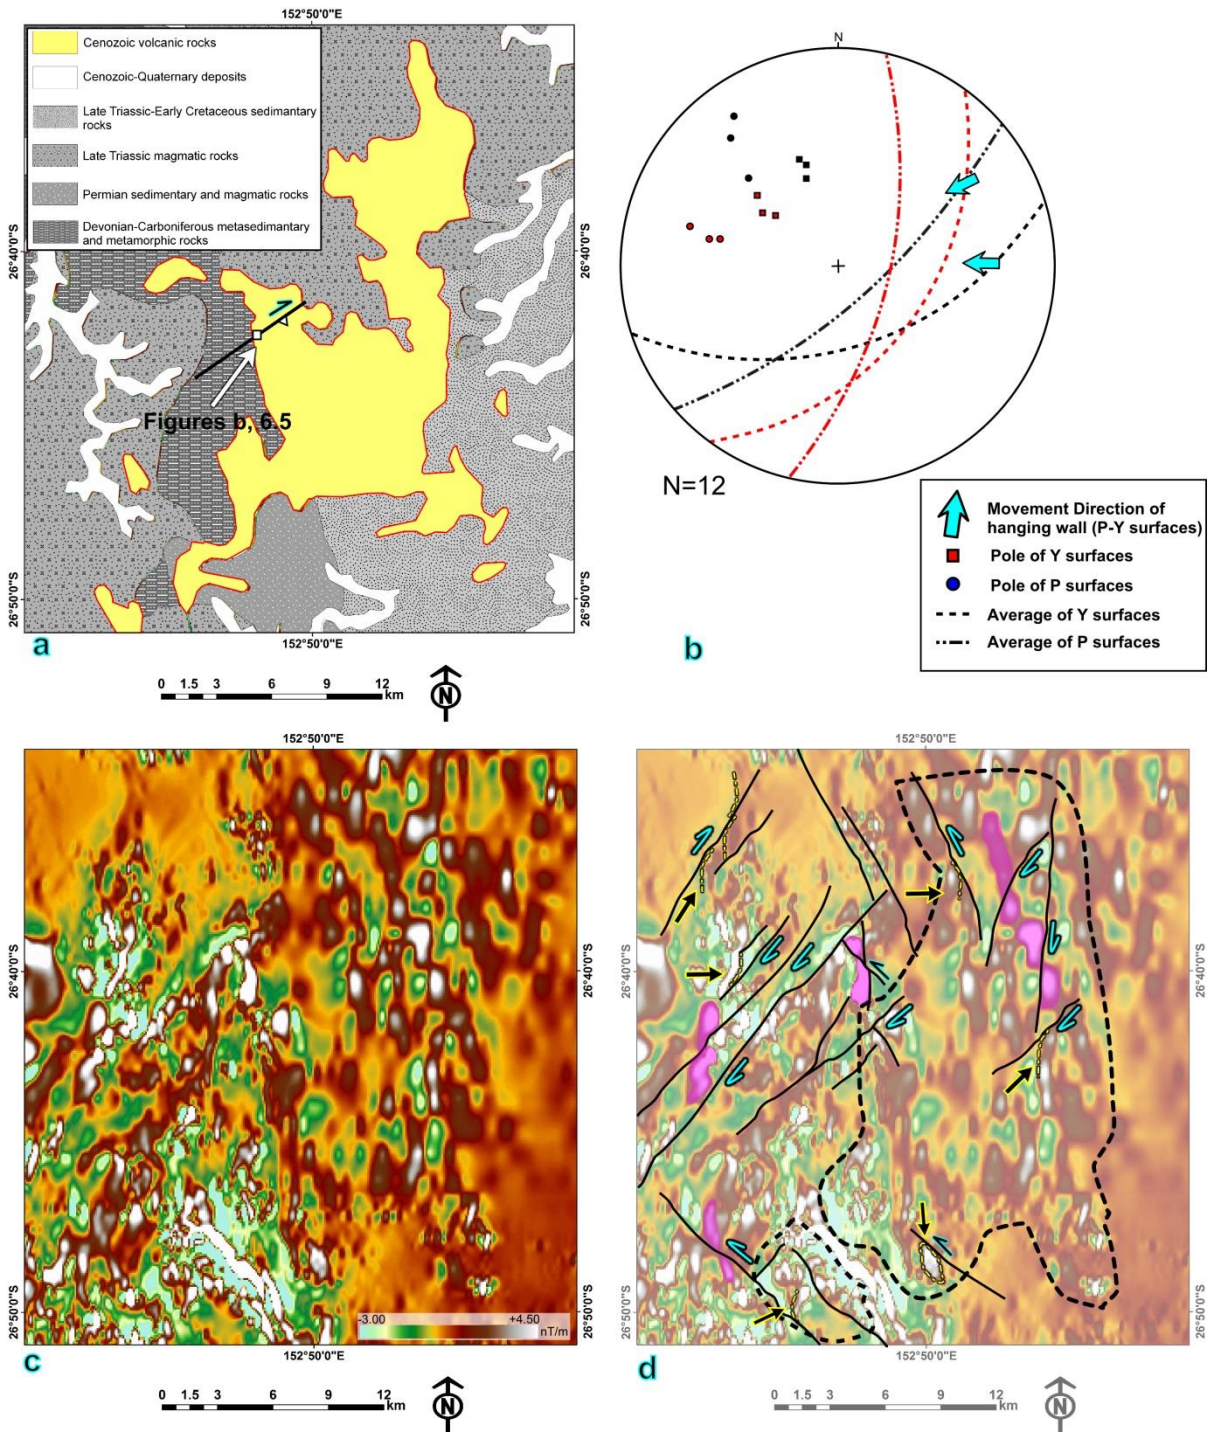 152°50'0"E
Cenozoic volcanic rocks
Cenozoic-Quaternary deposits
Late Triassic-Early Cretaceous sedimantary
rocks
Late Triassic magmatic rocks
Permian sedimentary and magmatic rocks
Devonian-Carboniferous metasedimantary
and metamorphic rocks
26°40'0"S
26°40'0"S
Figures b, 6.5
26°50'0"S
26°50'0"S
a
152°50'0"E
0 1.5 3 6 9 12
km
N
N
N=12
b
Movement Direction of
hanging wall (P-Y surfaces)
Pole of Y surfaces
Pole of P surfaces
Average of Y surfaces
Average of P surfaces
152°50'0"E
26°40'0"S
26°40'0"S
26°50'0"S
26°50'0"S
-3.00 +4.50
nT/m
c
152°50'0"E
0 1.5 3 6 9 12
km
N
152°50'0"E
26°40'0"S
26°40'0"S
26°50'0"S
26°50'0"S
d
152°50'0"E
0 1.5 3 6 9 12
km
N